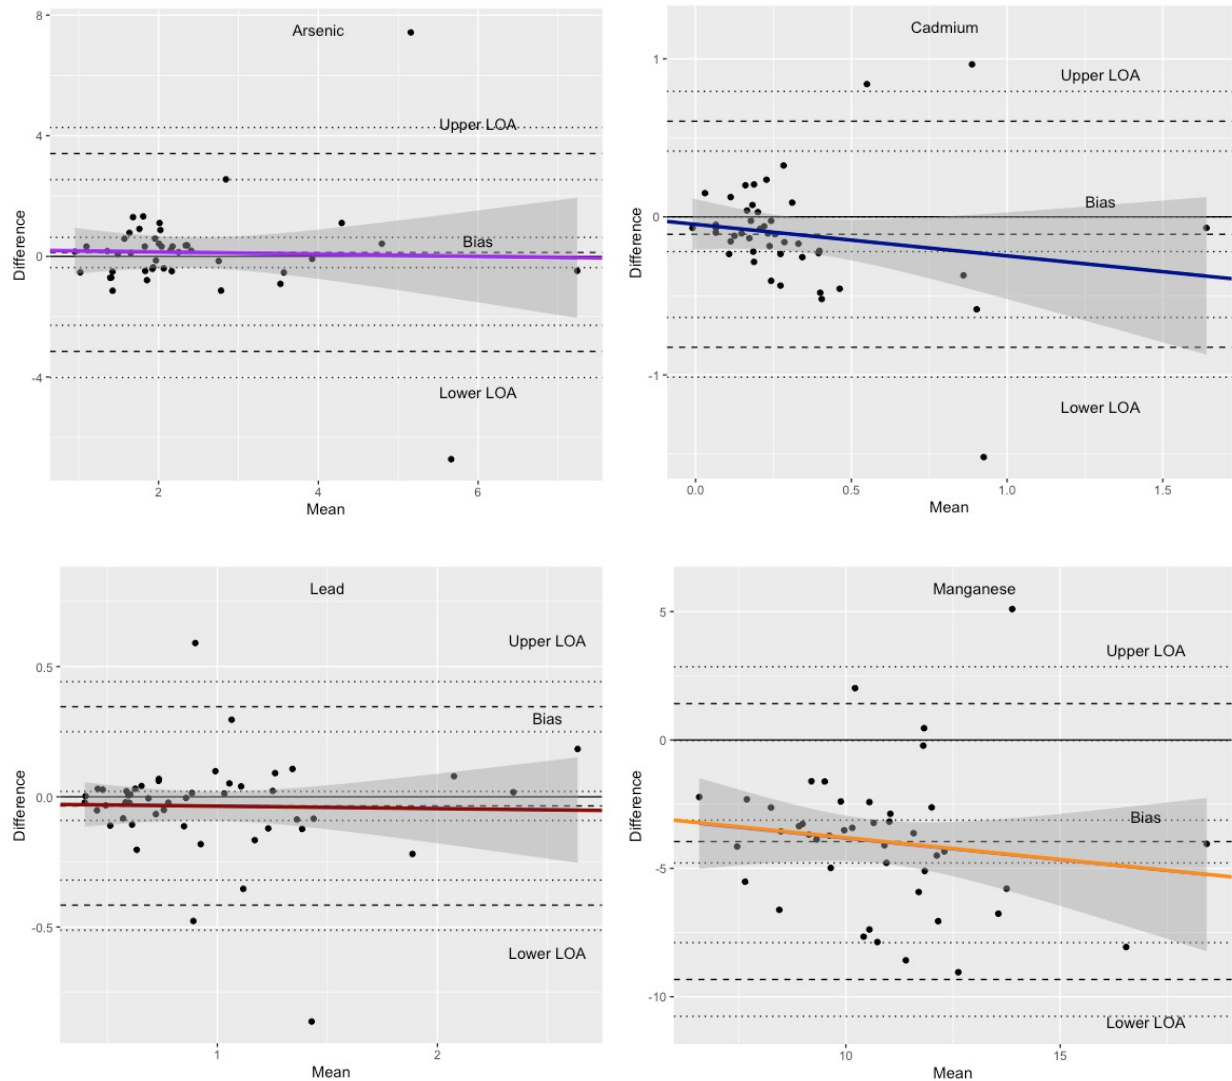 Arsenic
8
4
0
-4
Difference
Upper LOA
Bias
Lower LOA
2
4
6
Mean
Cadmium
1
0
-1
Difference
Upper LOA
Bias
Lower LOA
0.0
0.5
1.0
1.5
Mean
Lead
0.5
0.0
-0.5
Difference
Upper LOA
Bias
Lower LOA
1
2
Mean
Manganese
5
0
-5
-10
Difference
Upper LOA
Bias
Lower LOA
10
15
Mean